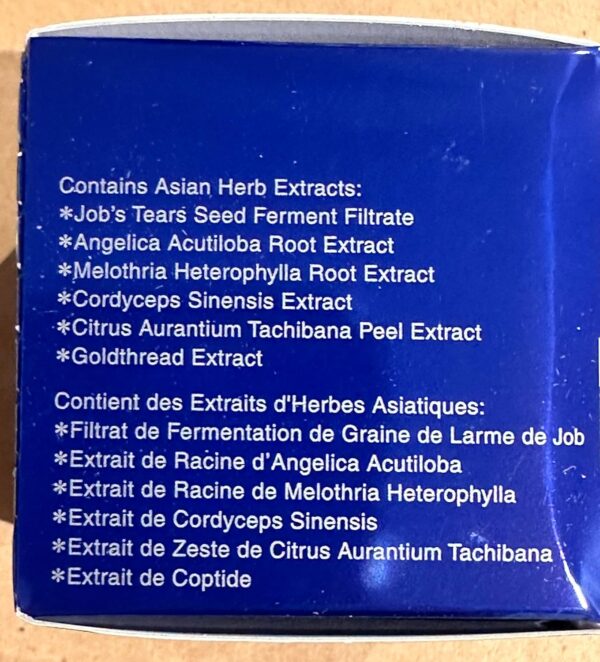 Contains Asian Herb Extracts:
*Job's Tears Seed Ferment Filtrate
*Angelica Acutiloba Root Extract
*Melothria Heterophylla Root Extract
*Cordyceps Sinensis Extract
*Citrus Aurantium Tachibana Peel Extract
*Goldthread Extract
Contient des Extraits d'Herbes Asiatiques:
*Filtrat de Fermentation de Graine de Larme de Job
*Extrait de Racine d'Angelica Acutiloba
*Extrait de Racine de Melothria Heterophylla
*Extrait de Cordyceps Sinensis
*Extrait de Zeste de Citrus Aurantium Tachibana
*Extrait de Coptide